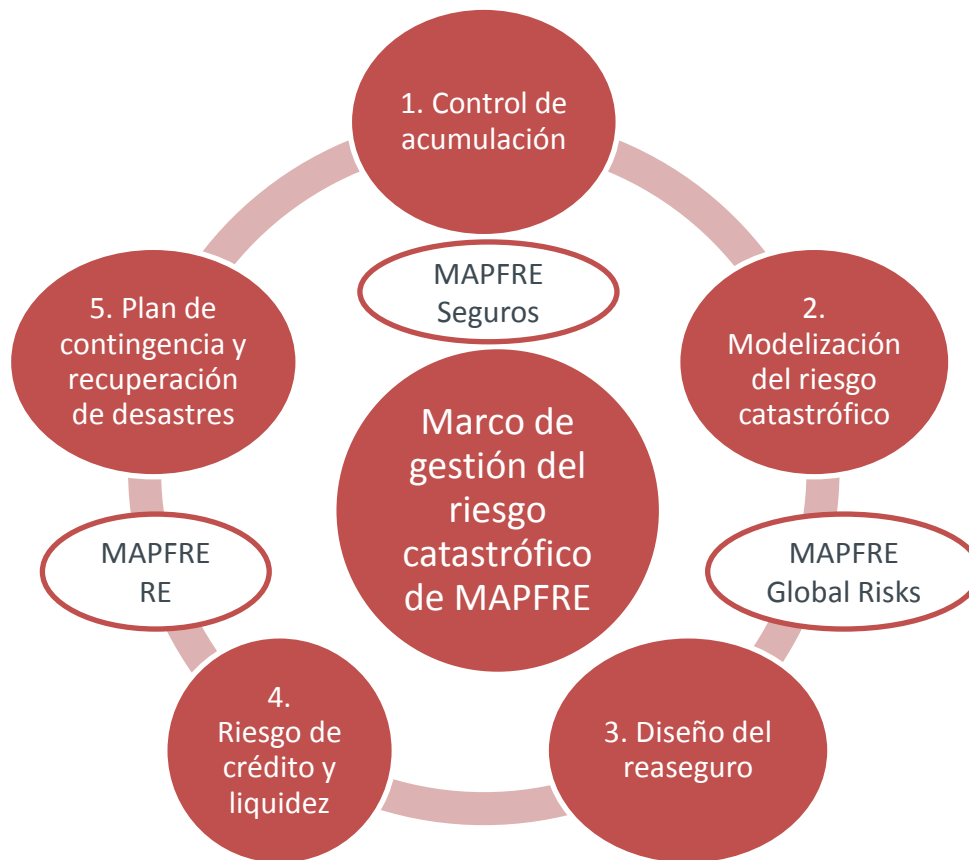 1. Control de
acumulación
MAPFRE
Seguros
2.
Modelización
del riesgo
catastrófico
5. Plan de
contingencia y
recuperación
de desastres
Marco de
gestión del
riesgo
catastrófico
de MAPFRE
MAPFRE
RE
MAPFRE
Global Risks
4.
Riesgo de
crédito y
liquidez
3. Diseño del
reaseguro